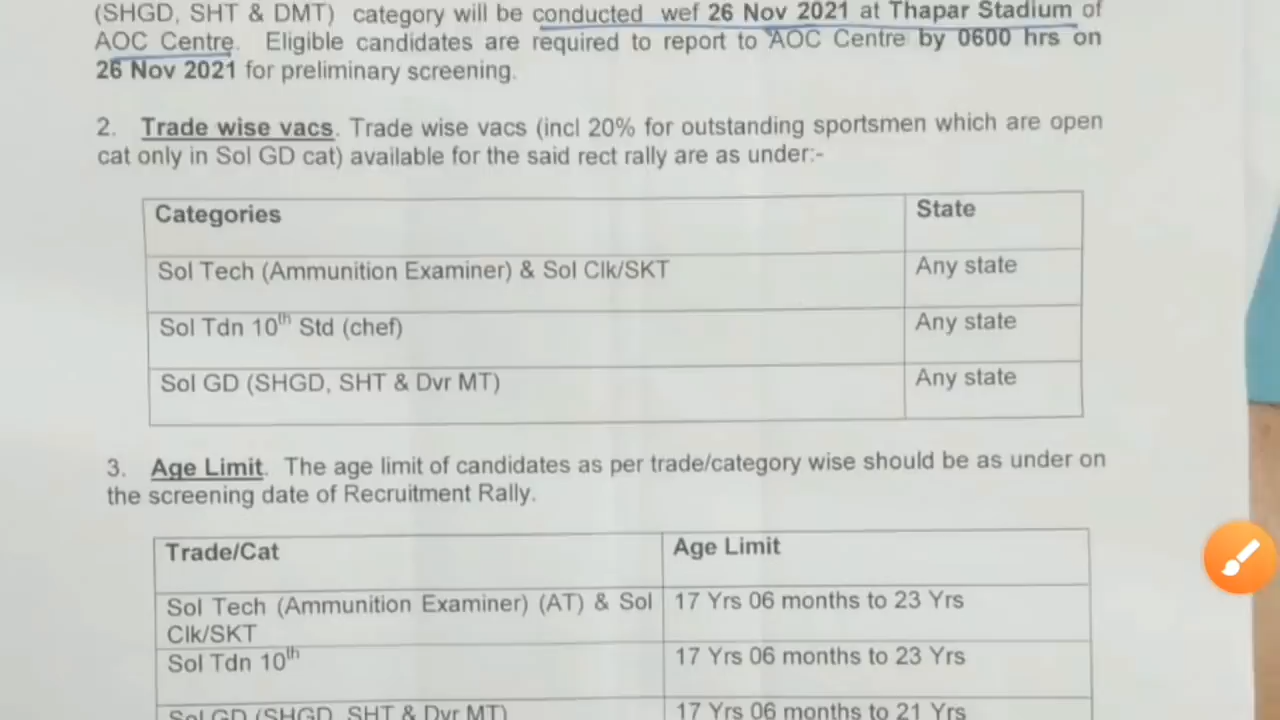 (SHGD, SHT & DMT) category will be conducted wef 26 Nov 2021 at Thapar Stadium of
AOC Centre. Eligible candidates are required to report to AOC Centre by 0600 hrs on
26 Nov 2021 for preliminary screening.
2. Trade wise vacs. Trade wise vacs (incl 20% for outstanding sportsmen which are open
cat only in Sol GD cat) available for the said rect rally are as under:-
Categories State
Sol Tech (Ammunition Examiner) & Sol Clk/SKT Any state
Sol Tdn 10th Std (chef) Any state
Sol GD (SHGD, SHT & Dvr MT) Any state
3. Age Limit. The age limit of candidates as per trade/category wise should be as under on
the screening date of Recruitment Rally.
Trade/Cat Age Limit
Sol Tech (Ammunition Examiner) (AT) & Sol 17 Yrs 06 months to 23 Yrs
Clk/SKT
Sol Tdn 10th 17 Yrs 06 months to 23 Yrs
Sol GD (SHGD, SHT & Dvr MT) 17 Yrs 06 months to 21 Yrs